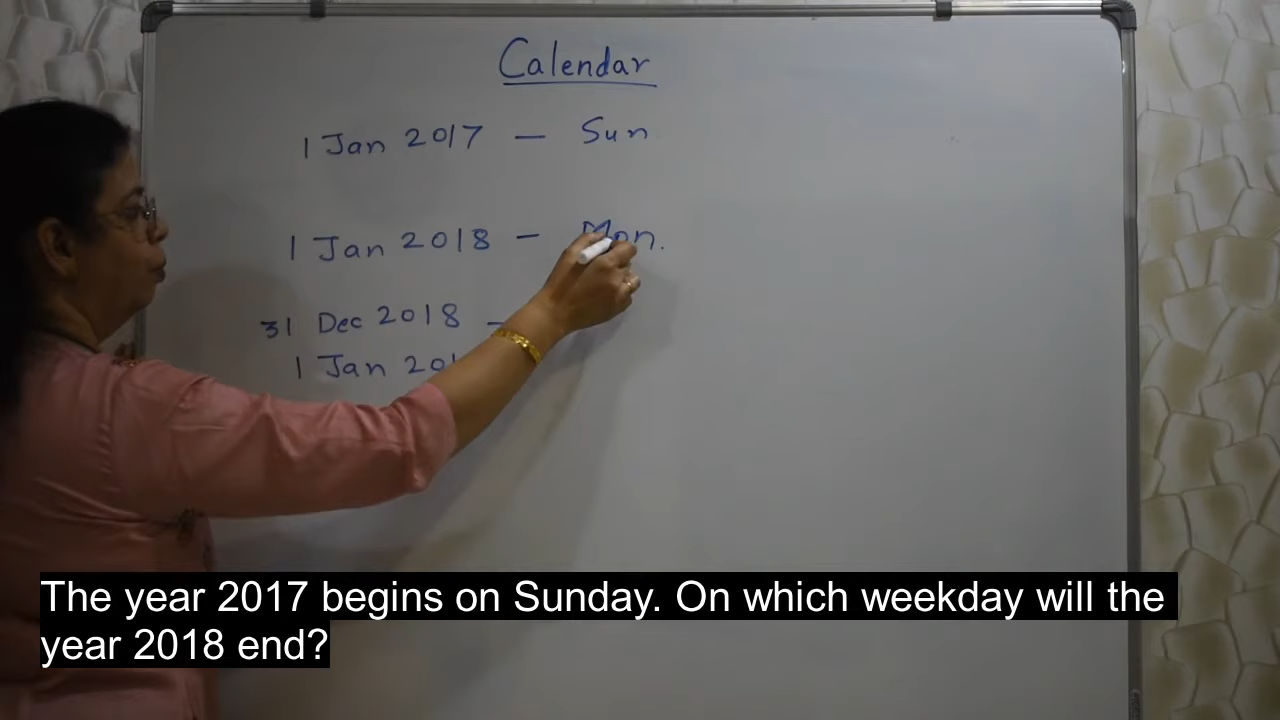 Calendar
1 Jan 2017 — Sun
1 Jan 2018 — Mon.
31 Dec 2018 —
1 Jan 201
The year 2017 begins on Sunday. On which weekday will the
year 2018 end?